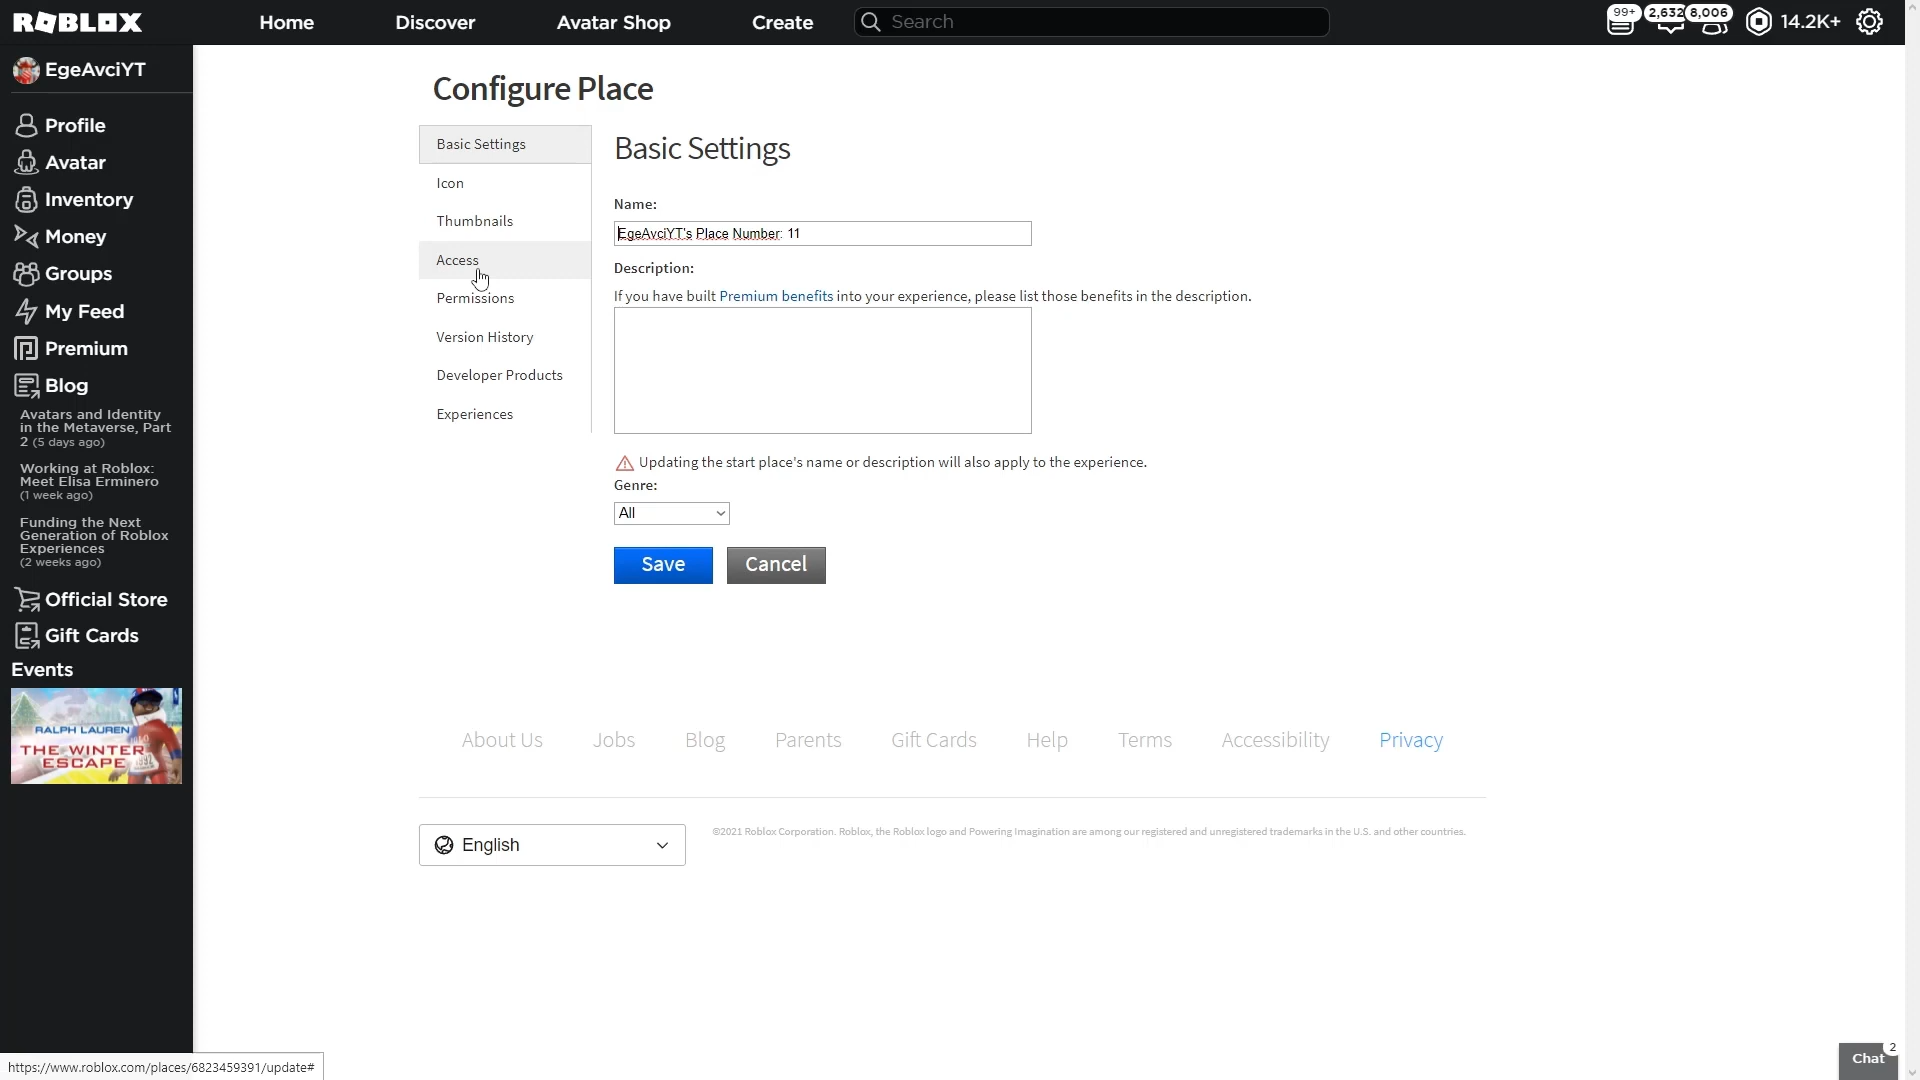 ROBLOX
Home
Discover
Avatar Shop
Create
Search
99+
2,632
8,006
14.2K+
EgeAvciYT
Profile
Avatar
Inventory
Money
Groups
My Feed
Premium
Blog
Avatars and Identity
in the Metaverse, Part
2 (5 days ago)
Working at Roblox:
Meet Elisa Erminero
(1 week ago)
Funding the Next
Generation of Roblox
Experiences
(2 weeks ago)
Official Store
Gift Cards
Events
RALPH LAUREN
THE WINTER
ESCAPE
Configure Place
Basic Settings
Icon
Thumbnails
Access
Permissions
Version History
Developer Products
Experiences
Basic Settings
Name:
EgeAvciYT's Place Number: 11
Description:
If you have built Premium benefits into your experience, please list those benefits in the description.
Updating the start place's name or description will also apply to the experience.
Genre:
All
Save
Cancel
About Us
Jobs
Blog
Parents
Gift Cards
Help
Terms
Accessibility
Privacy
English
©2021 Roblox Corporation. Roblox, the Roblox logo and Powering Imagination are among our registered and unregistered trademarks in the U.S. and other countries.
Chat
2
https://www.roblox.com/places/6823459391/update#